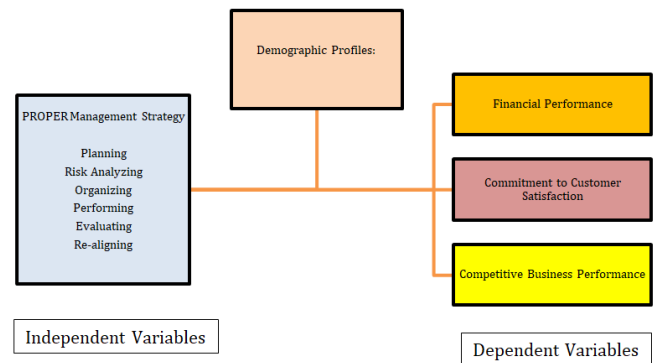 Demographic Profiles:
PROPER Management Strategy
Planning
Risk Analyzing
Organizing
Performing
Evaluating
Re-aligning
Financial Performance
Commitment to Customer
Satisfaction
Competitive Business Performance
Independent Variables
Dependent Variables